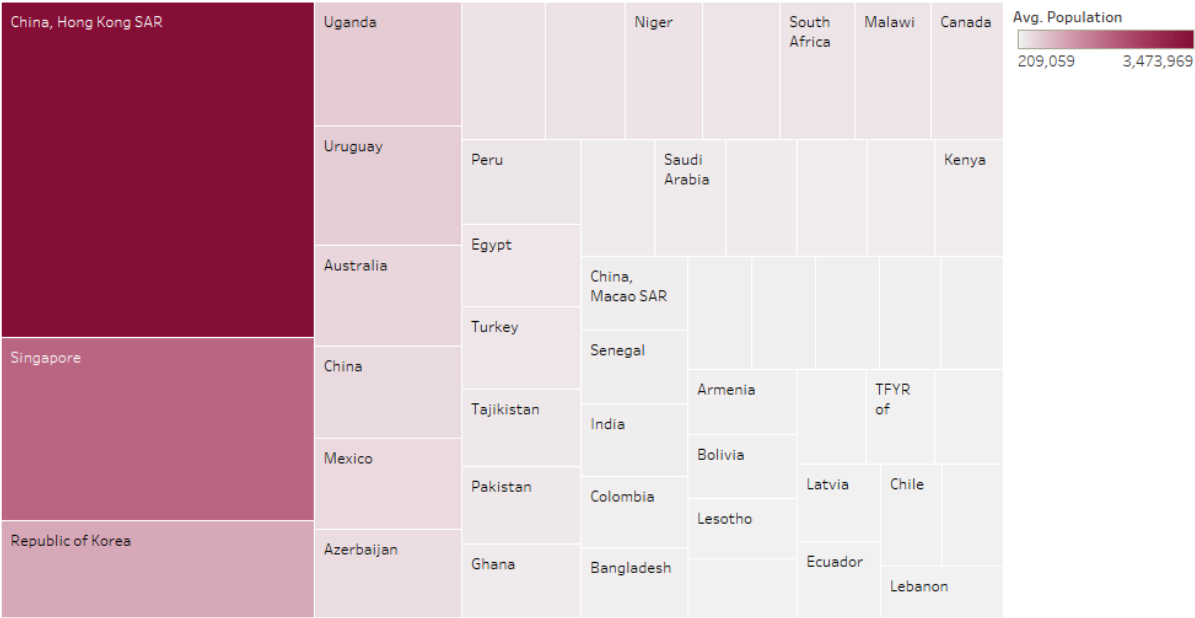 China, Hong Kong SAR
Singapore
Republic of Korea
Uganda
Uruguay
Australia
China
Mexico
Azerbaijan
Niger
South
Africa
Malawi
Canada
Peru
Egypt
Turkey
Tajikistan
Pakistan
Ghana
Saudi
Arabia
Kenya
China,
Macao SAR
Senegal
India
Colombia
Bangladesh
Armenia
Bolivia
Lesotho
TFYR
of
Latvia
Ecuador
Chile
Lebanon
Avg. Population
209,059
3,473,969